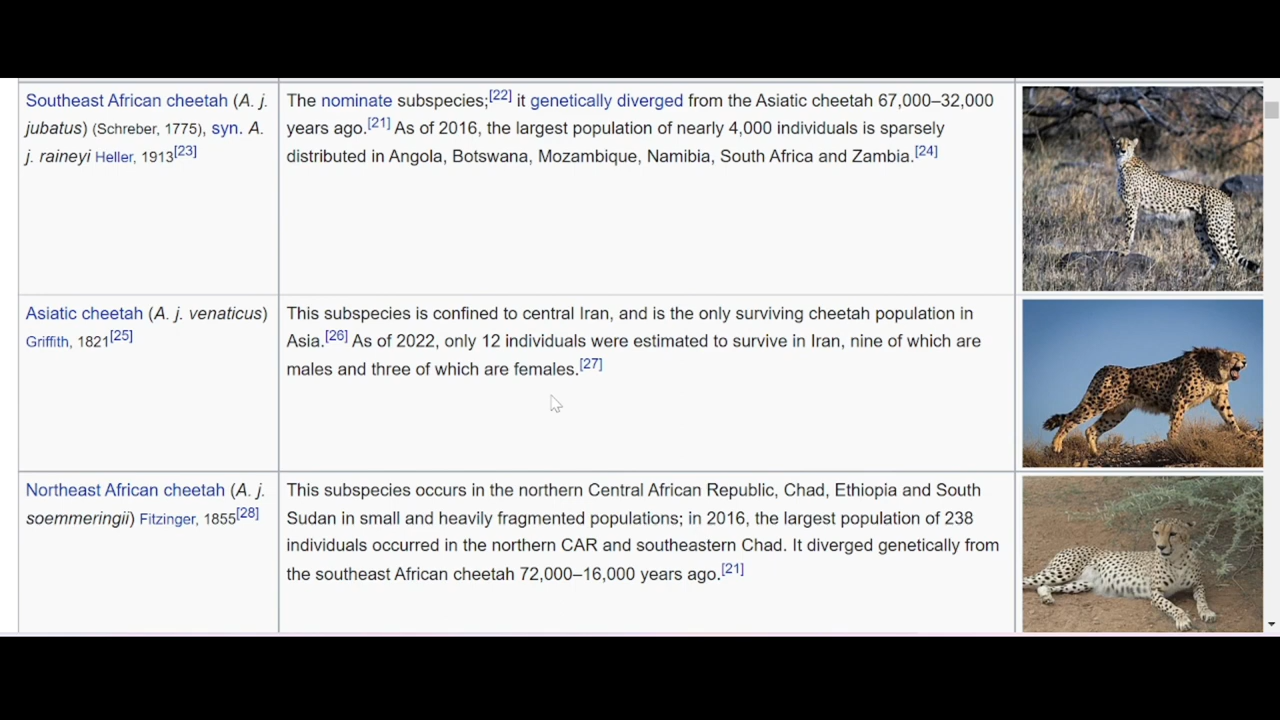 Southeast African cheetah (A. j.
jubatus) (Schreber, 1775), syn. A.
j. raineyi Heller, 1913[23]
The nominate subspecies;[22] it genetically diverged from the Asiatic cheetah 67,000–32,000
years ago.[21] As of 2016, the largest population of nearly 4,000 individuals is sparsely
distributed in Angola, Botswana, Mozambique, Namibia, South Africa and Zambia.[24]
Asiatic cheetah (A. j. venaticus)
Griffith, 1821[25]
This subspecies is confined to central Iran, and is the only surviving cheetah population in
Asia.[26] As of 2022, only 12 individuals were estimated to survive in Iran, nine of which are
males and three of which are females.[27]
Northeast African cheetah (A. j.
soemmeringii) Fitzinger, 1855[28]
This subspecies occurs in the northern Central African Republic, Chad, Ethiopia and South
Sudan in small and heavily fragmented populations; in 2016, the largest population of 238
individuals occurred in the northern CAR and southeastern Chad. It diverged genetically from
the southeast African cheetah 72,000–16,000 years ago.[21]